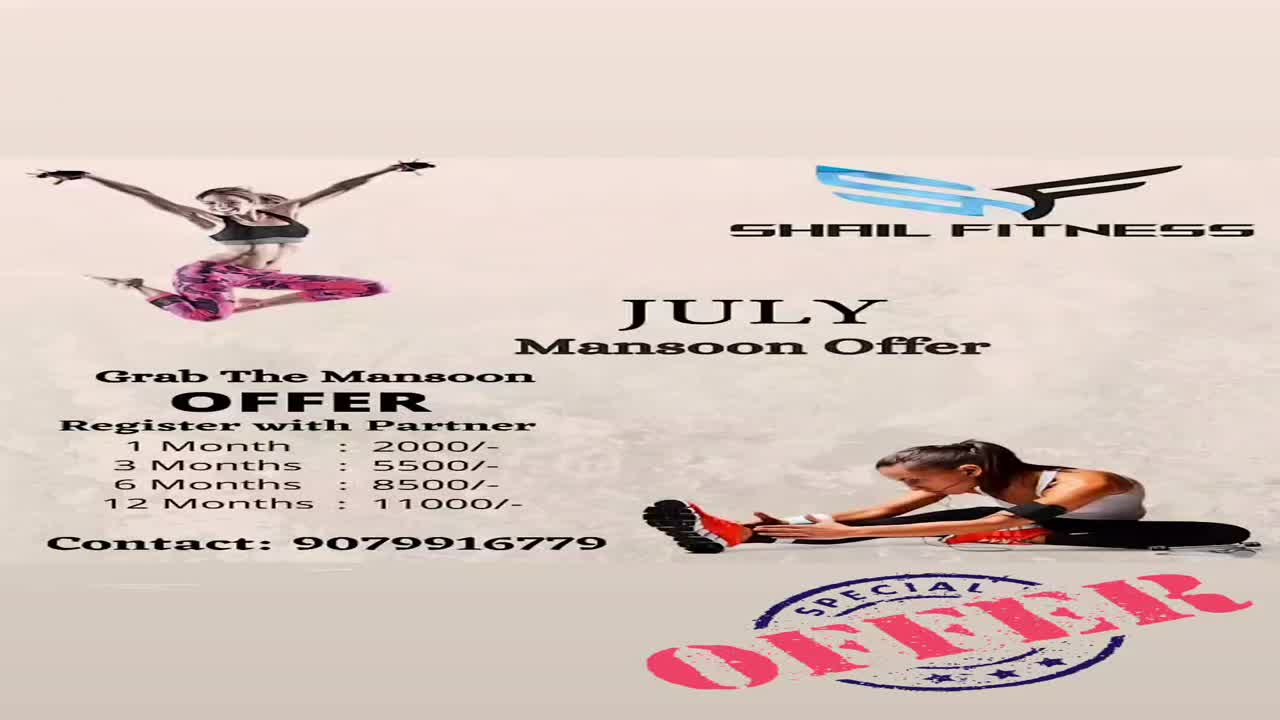 SF
SHAIL FITNESS
JULY
Mansoon Offer
Grab The Mansoon
OFFER
Register with Partner
1 Month : 2000/-
3 Months : 5500/-
6 Months : 8500/-
12 Months : 11000/-
Contact: 9079916779
SPECIAL
OFFER